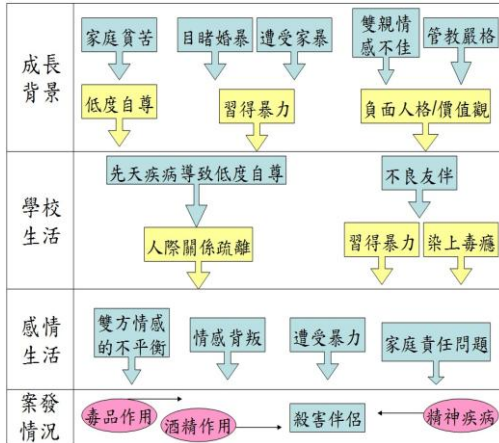 成長
背景
家庭貧苦
目睹婚暴
遭受家暴
雙親情
感不佳
管教嚴格
低度自尊
習得暴力
負面人格/價值觀
學校
生活
先天疾病導致低度自尊
不良友伴
人際關係疏離
習得暴力
染上毒癮
感情
生活
雙方情感
的不平衡
情感背叛
遭受暴力
家庭責任問題
案發
情況
毒品作用
酒精作用
殺害伴侶
精神疾病